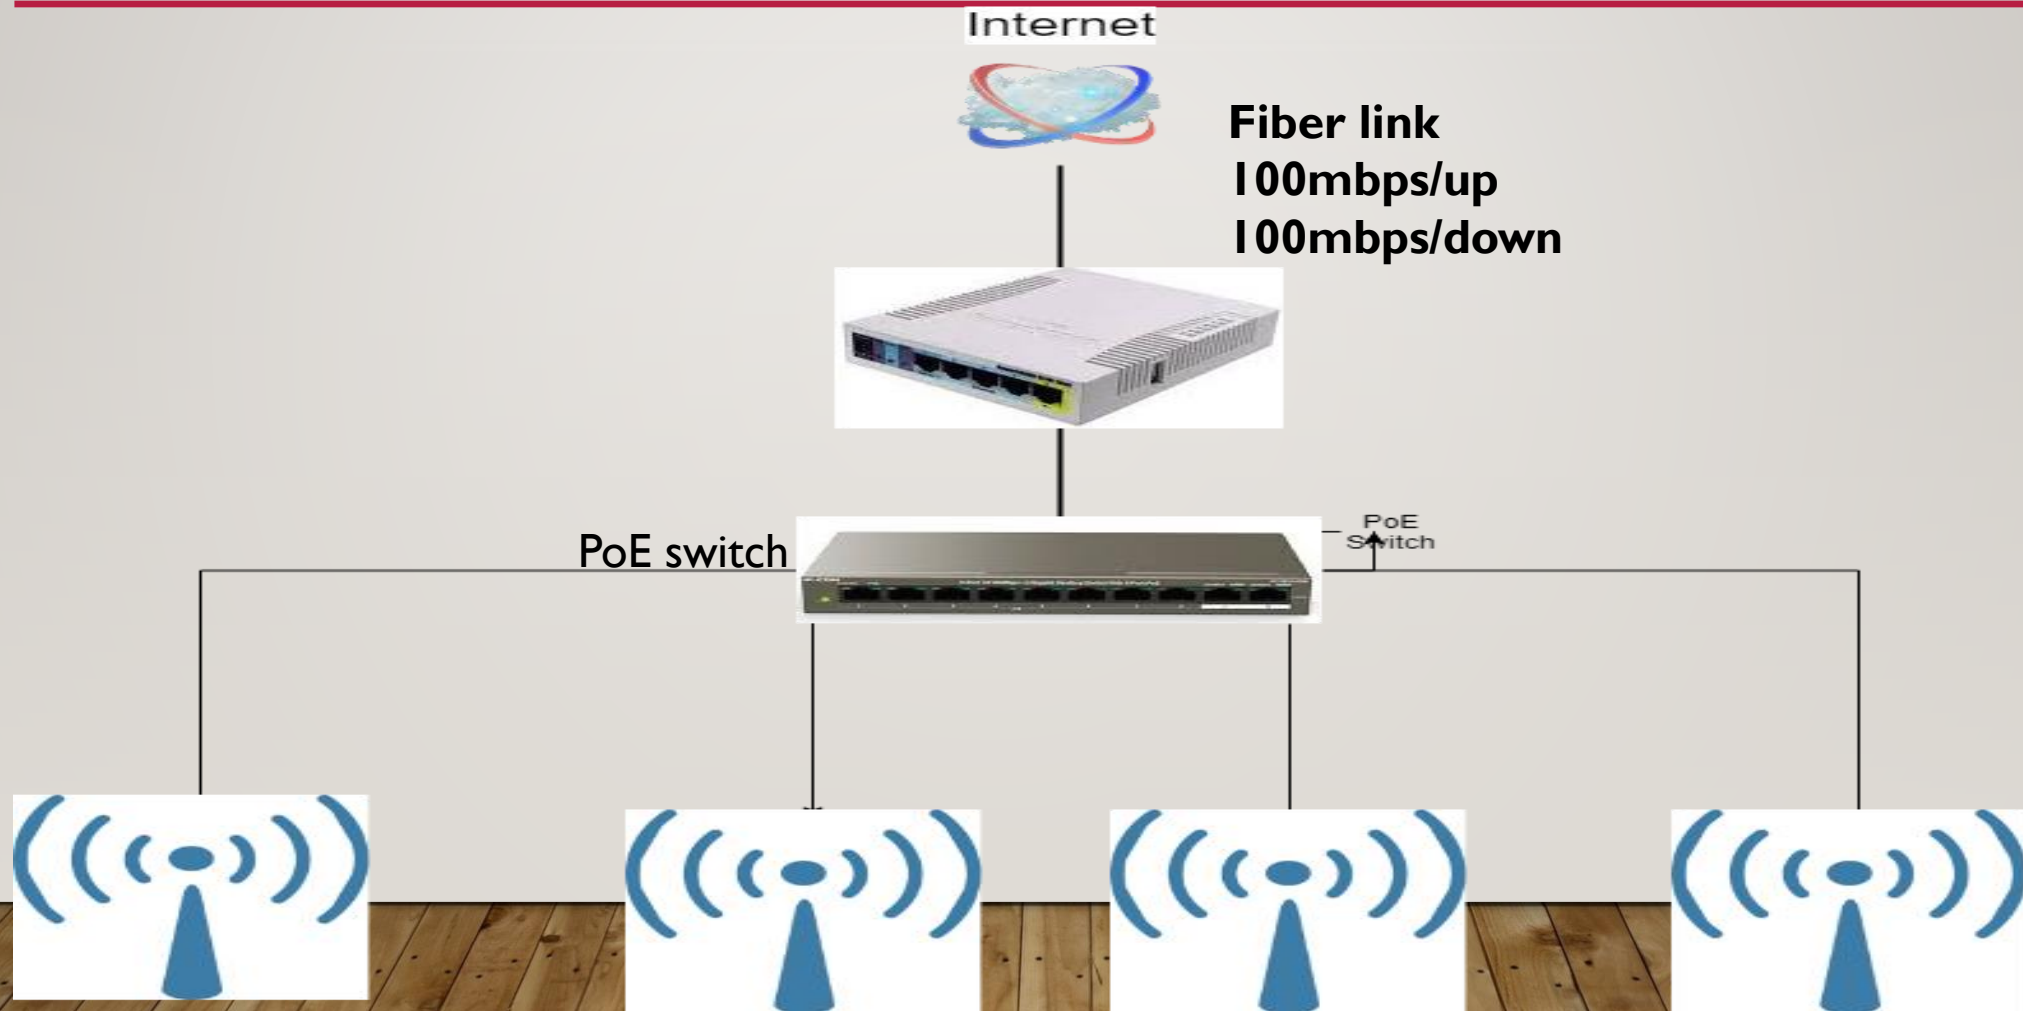 Internet
Fiber link
100mbps/up
100mbps/down
PoE switch
PoE
Switch